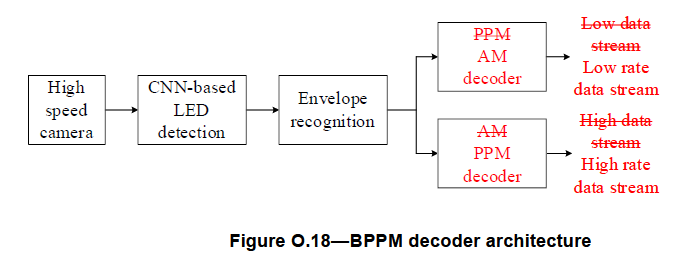 High
speed
camera
CNN-based
LED
detection
Envelope
recognition
PPM
AM
decoder
Low data
stream
Low rate
data stream
AM
PPM
decoder
High data
stream
High rate
data stream
Figure O.18—BPPM decoder architecture